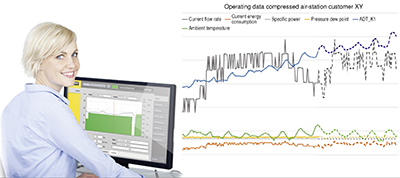 Operating data compressed air-station customer XY
Current flow rate
Current energy consumption
Specific power
Pressure dew point
ADT_K1
Ambient temperature